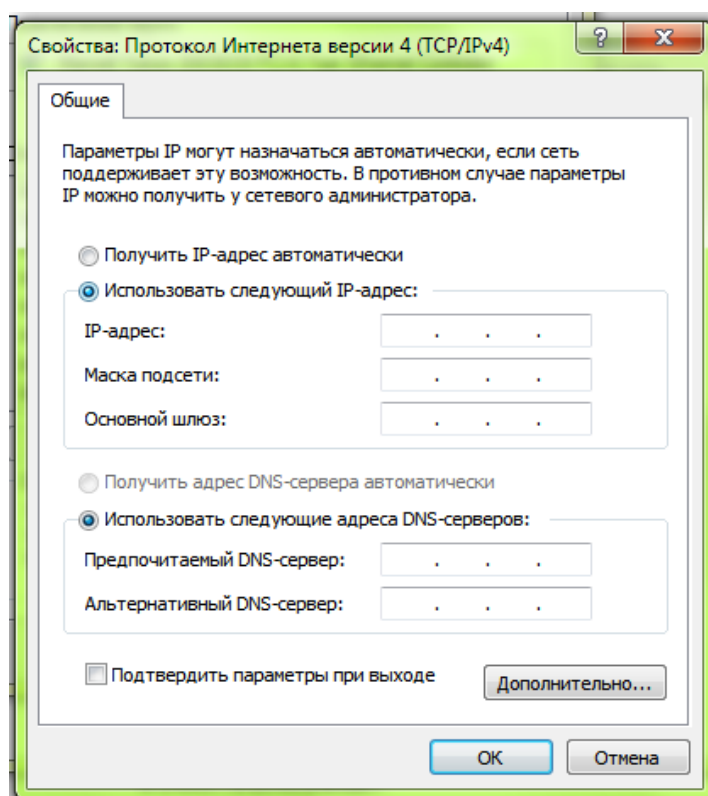 Свойства: Протокол Интернета версии 4 (TCP/IPv4)
?
X
Общие
Параметры IP могут назначаться автоматически, если сеть
поддерживает эту возможность. В противном случае параметры
IP можно получить у сетевого администратора.
Получить IP-адрес автоматически
Использовать следующий IP-адрес:
IP-адрес: . . .
Маска подсети: . . .
Основной шлюз: . . .
Получить адрес DNS-сервера автоматически
Использовать следующие адреса DNS-серверов:
Предпочитаемый DNS-сервер: . . .
Альтернативный DNS-сервер: . . .
Подтвердить параметры при выходе
Дополнительно...
ОК
Отмена